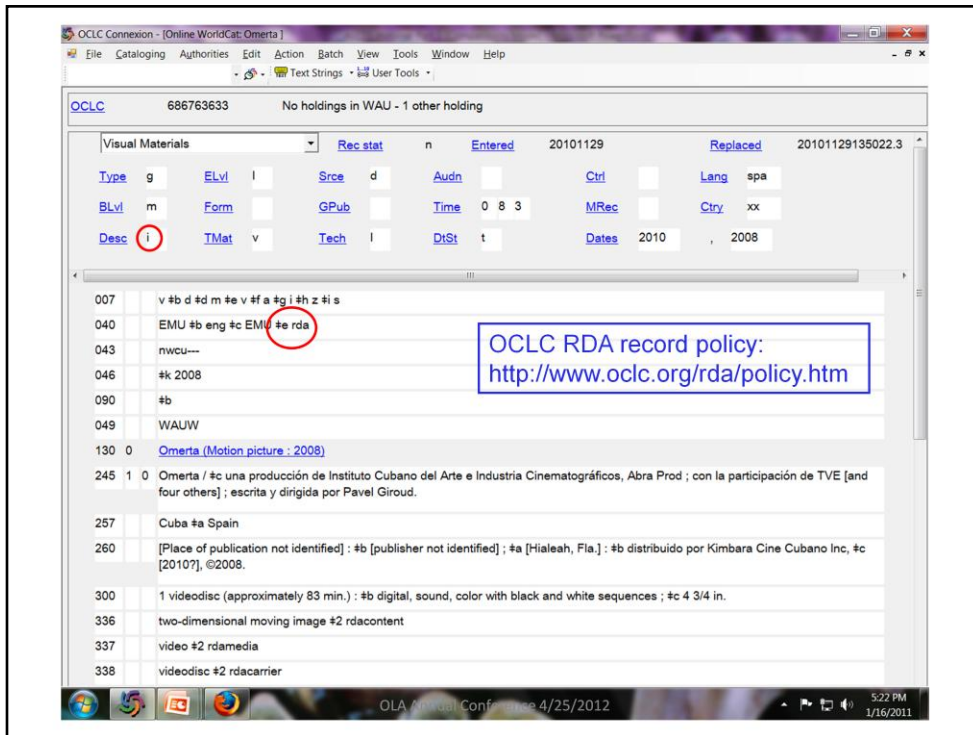 OCLC Connexion - [Online WorldCat: Omerta ]
File Cataloging Authorities Edit Action Batch View Tools Window Help
Text Strings User Tools
OCLC 686763633 No holdings in WAU - 1 other holding
Visual Materials Rec stat n Entered 20101129 Replaced 20101129135022.3
Type g ELvl I Srce d Audn Ctrl Lang spa
BLvl m Form GPub Time 0 8 3 MRec Ctry xx
Desc i TMat v Tech l DtSt t Dates 2010 , 2008
007 v ‡b d ‡d m ‡e v ‡f a ‡g i ‡h z ‡i s
040 EMU ‡b eng ‡c EMU ‡e rda
OCLC RDA record policy:
http://www.oclc.org/rda/policy.htm
043 nwcu---
046 ‡k 2008
090 ‡b
049 WAUW
130 0 Omerta (Motion picture : 2008)
245 1 0 Omerta / ‡c una producción de Instituto Cubano del Arte e Industria Cinematográficos, Abra Prod ; con la participación de TVE [and
four others] ; escrita y dirigida por Pavel Giroud.
257 Cuba ‡a Spain
260 [Place of publication not identified] : ‡b [publisher not identified] ; ‡a [Hialeah, Fla.] : ‡b distribuido por Kimbara Cine Cubano Inc, ‡c
[2010?], ©2008.
300 1 videodisc (approximately 83 min.) : ‡b digital, sound, color with black and white sequences ; ‡c 4 3/4 in.
336 two-dimensional moving image ‡2 rdacontent
337 video ‡2 rdamedia
338 videodisc ‡2 rdacarrier
OLA Annual Conference 4/25/2012
5:22 PM
1/16/2011